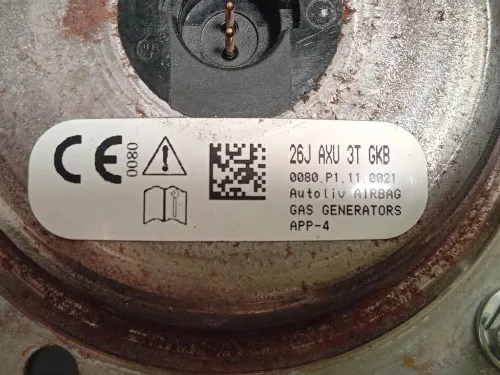 CE
0080
26J AXU 3T GKB
0080.P1.11.0021
Autoliv AIRBAG
GAS GENERATORS
APP-4